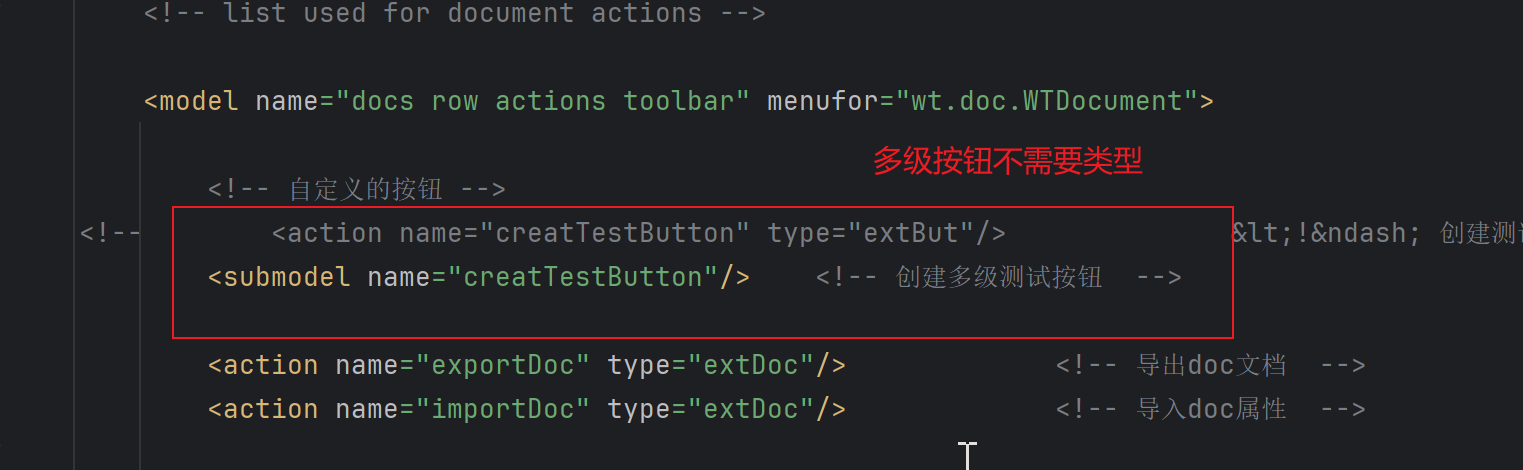 <!-- list used for document actions -->
<model name="docs row actions toolbar" menufor="wt.doc.WTDocument">
多级按钮不需要类型
<!-- 自定义的按钮 -->
<!-- <action name="creatTestButton" type="extBut"/> &lt;!&ndash; 创建测
<submodel name="creatTestButton"/> <!-- 创建多级测试按钮 -->
<action name="exportDoc" type="extDoc"/> <!-- 导出doc文档 -->
<action name="importDoc" type="extDoc"/> <!-- 导入doc属性 -->